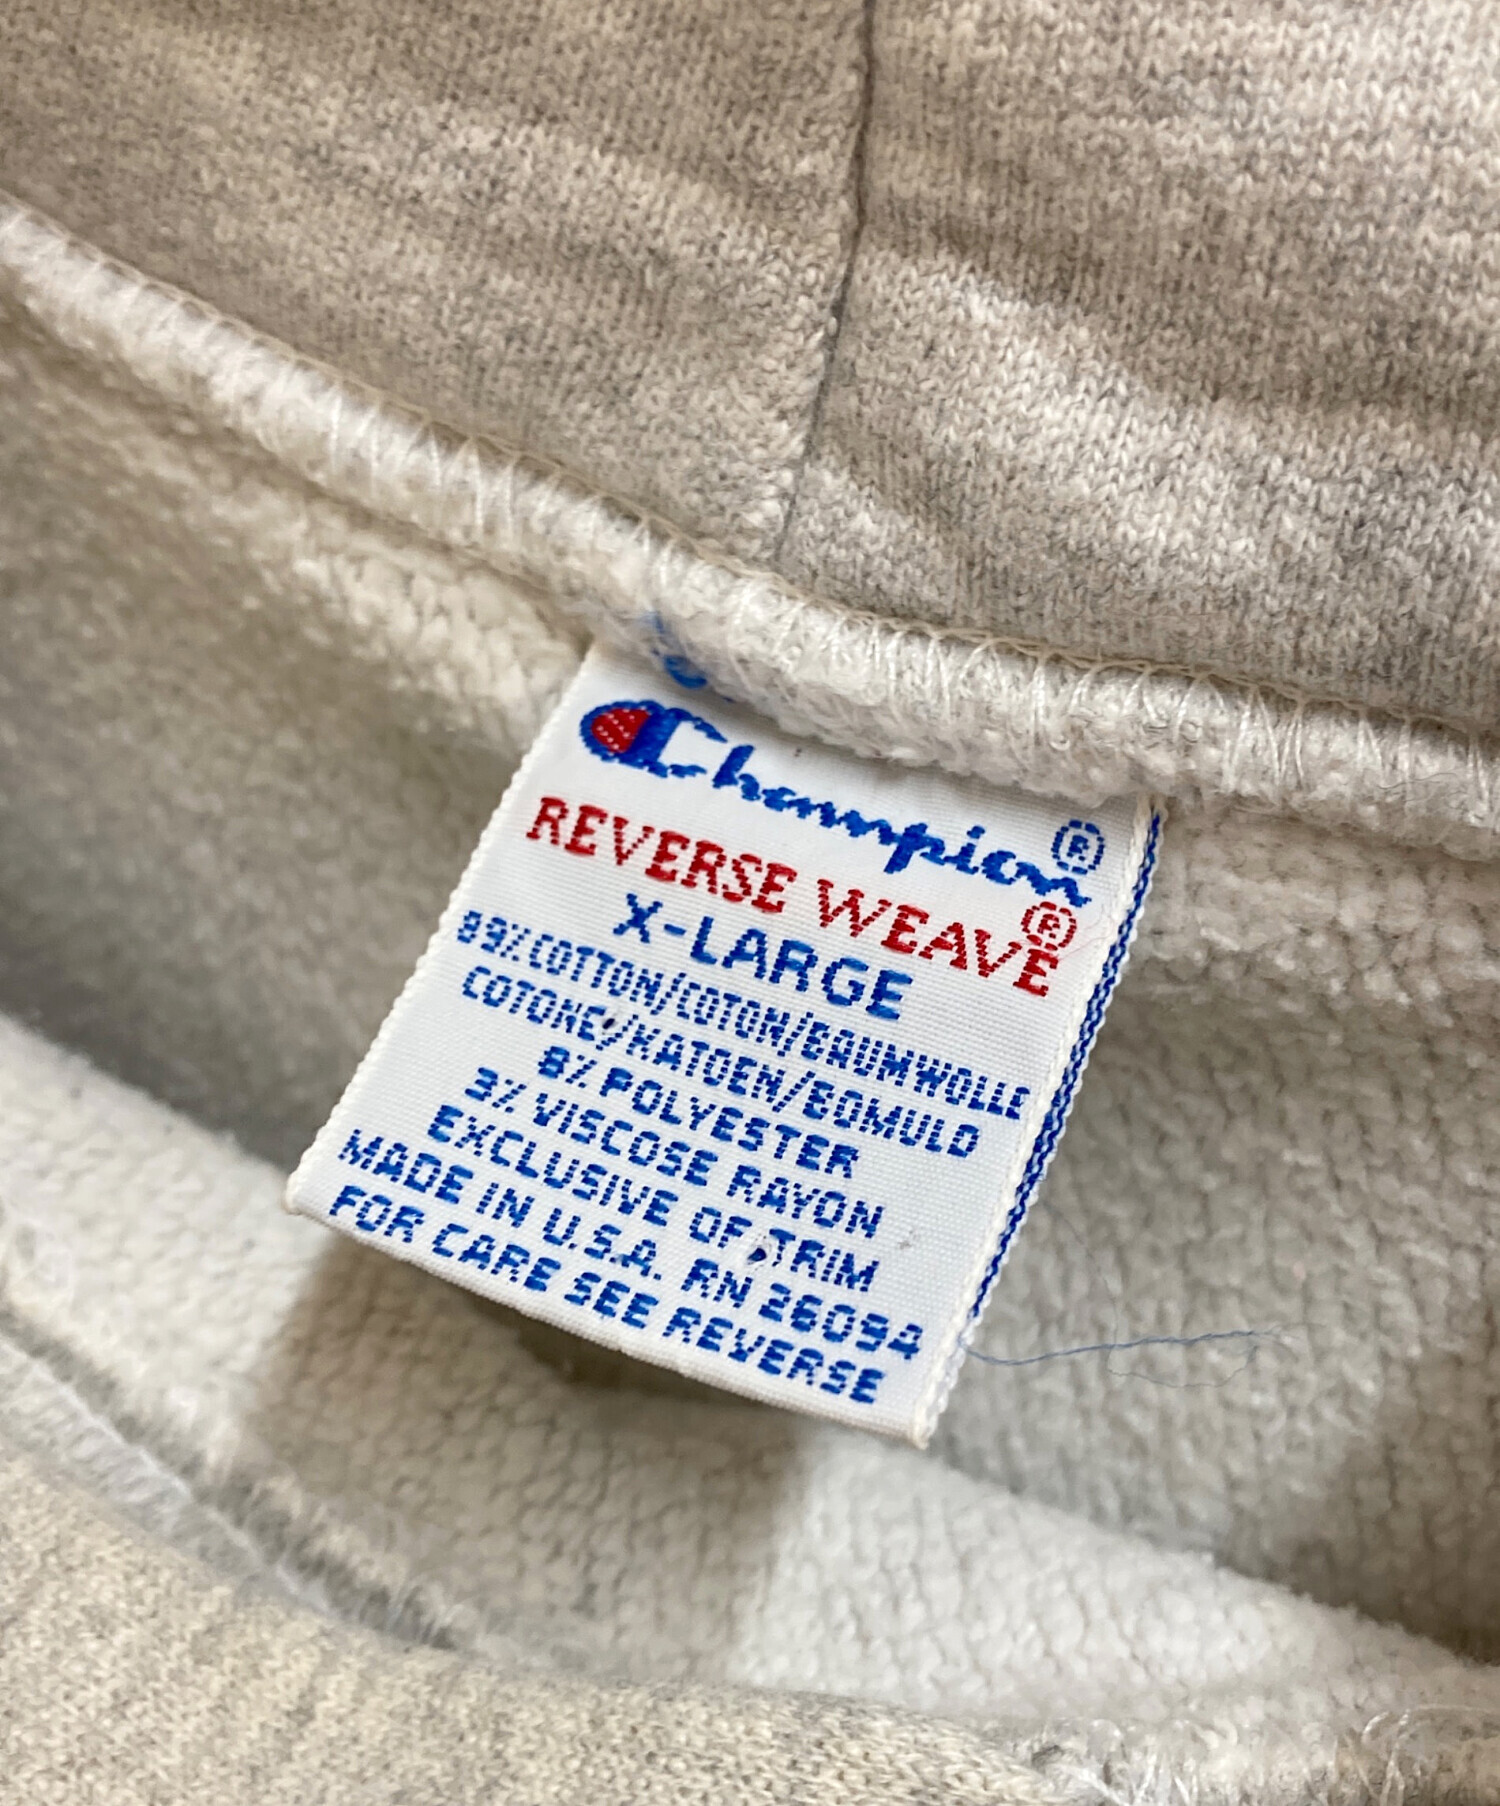 Champion®
REVERSE WEAVE®
X-LARGE
89% COTTON/COTON/BAUMWOLLE
COTONE/KATOEN/BOMULD
8% POLYESTER
3% VISCOSE RAYON
EXCLUSIVE OF TRIM
MADE IN U.S.A. RN 26094
FOR CARE SEE REVERSE